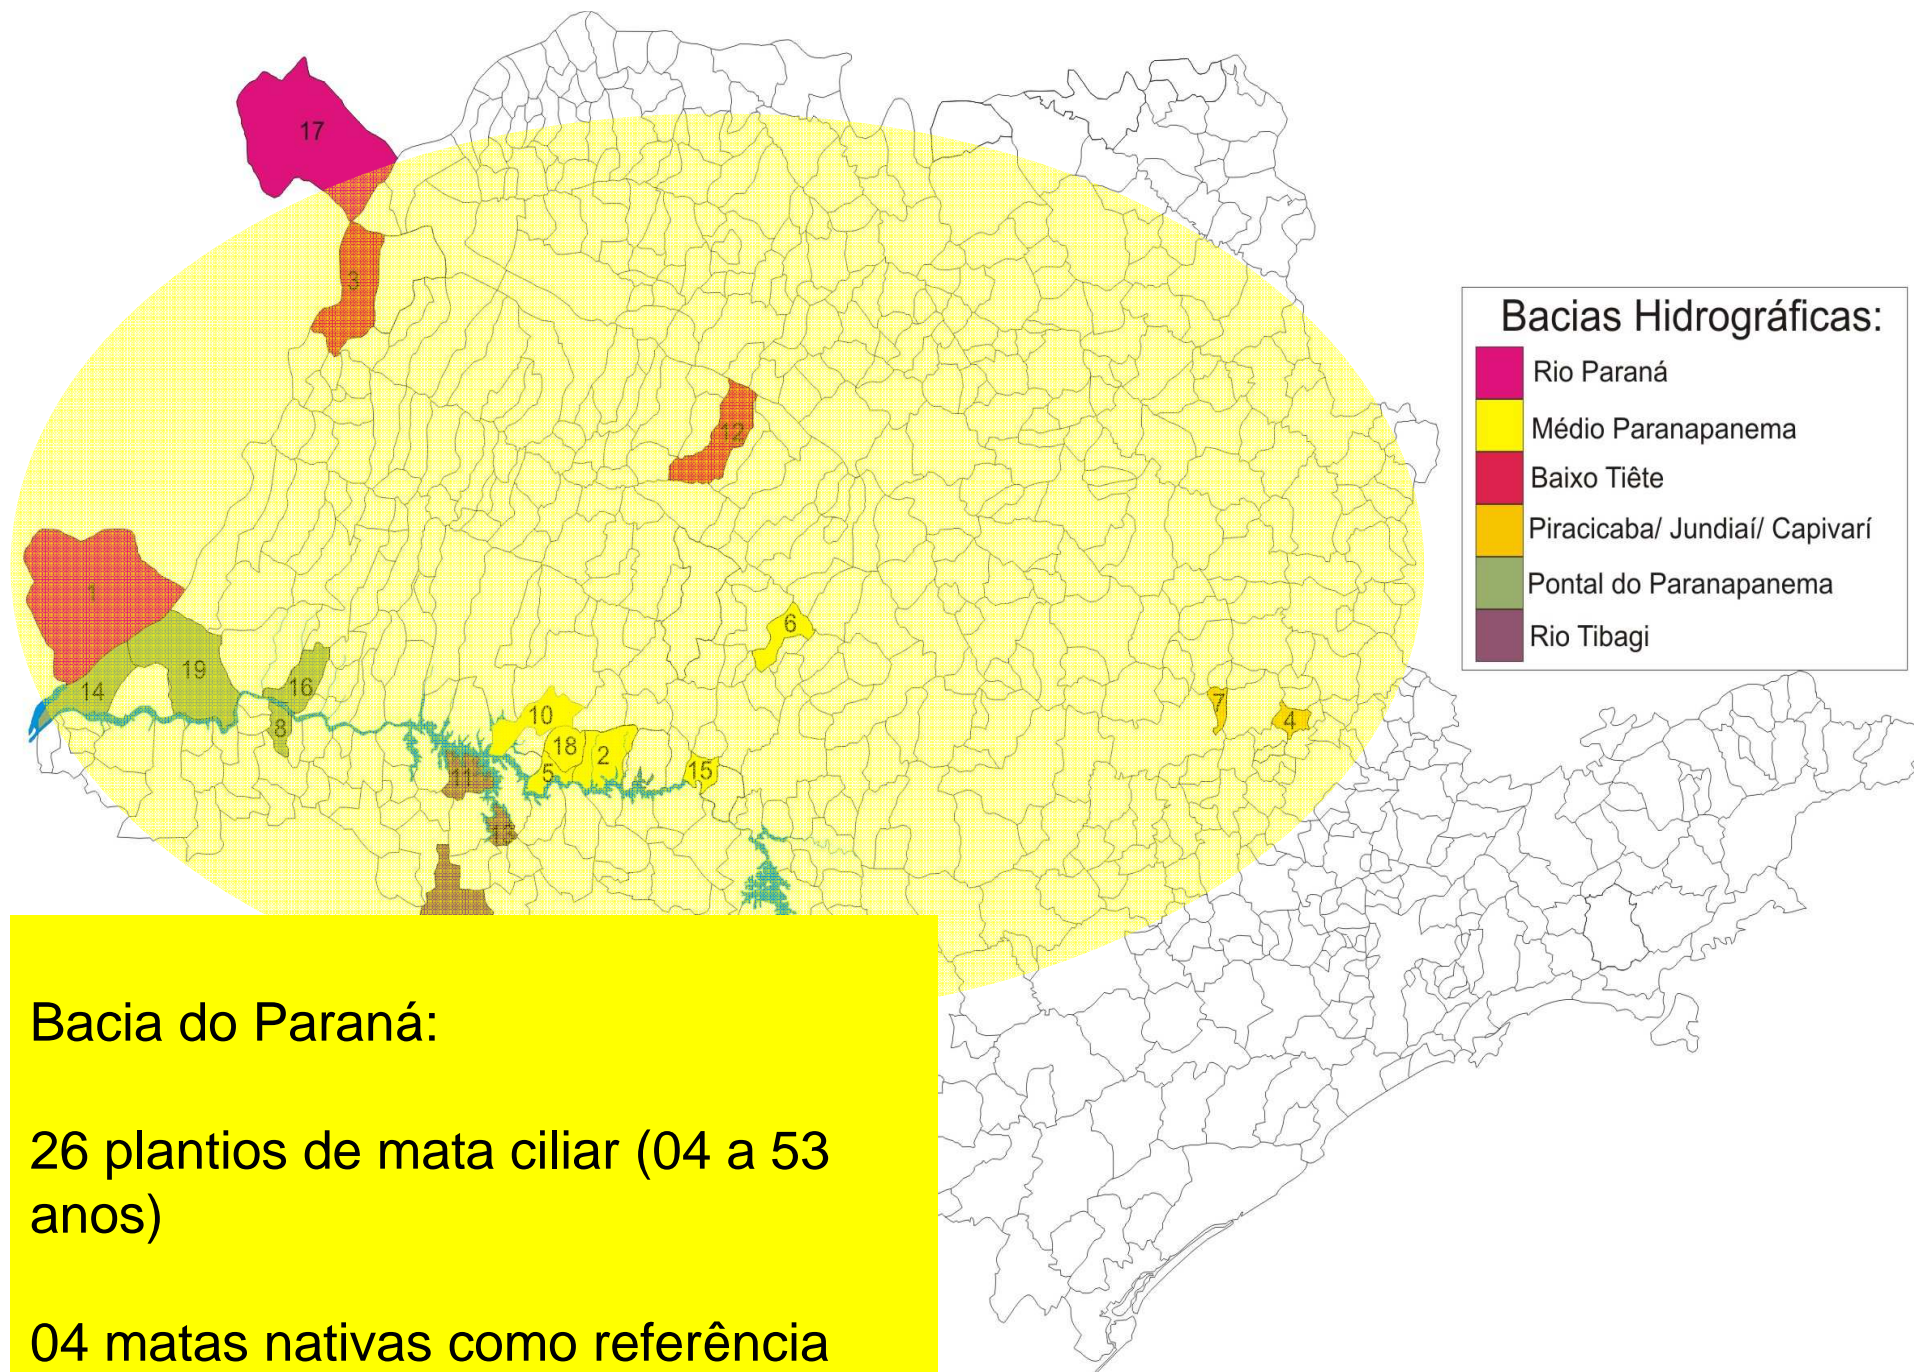 17
3
12
Bacias Hidrográficas:
Rio Paraná
Médio Paranapanema
Baixo Tiête
Piracicaba/ Jundiaí/ Capivarí
Pontal do Paranapanema
Rio Tibagi
1
6
19
16
14
7
4
10
8
18
2
5
15
11
13
Bacia do Paraná:
26 plantios de mata ciliar (04 a 53
anos)
04 matas nativas como referência